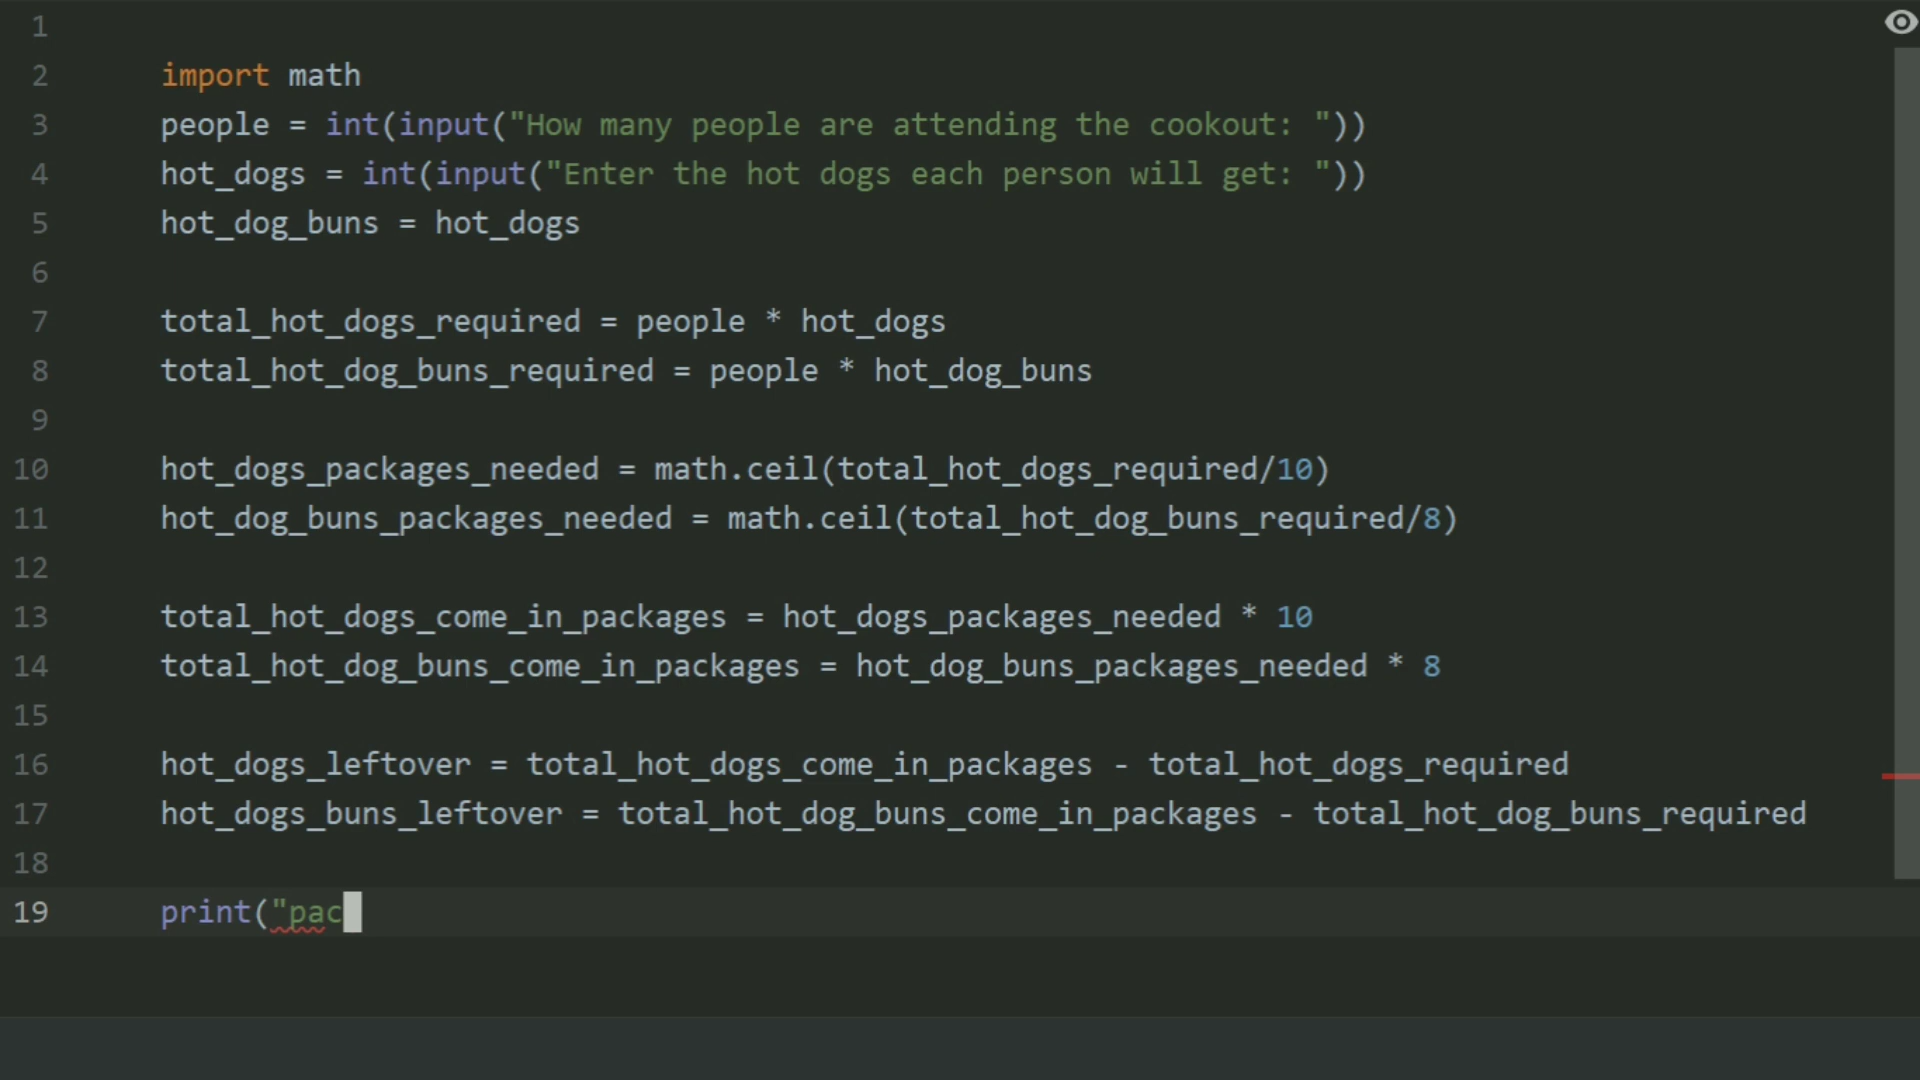 1
2 import math
3 people = int(input("How many people are attending the cookout: "))
4 hot_dogs = int(input("Enter the hot dogs each person will get: "))
5 hot_dog_buns = hot_dogs
6
7 total_hot_dogs_required = people * hot_dogs
8 total_hot_dog_buns_required = people * hot_dog_buns
9
10 hot_dogs_packages_needed = math.ceil(total_hot_dogs_required/10)
11 hot_dog_buns_packages_needed = math.ceil(total_hot_dog_buns_required/8)
12
13 total_hot_dogs_come_in_packages = hot_dogs_packages_needed * 10
14 total_hot_dog_buns_come_in_packages = hot_dog_buns_packages_needed * 8
15
16 hot_dogs_leftover = total_hot_dogs_come_in_packages - total_hot_dogs_required
17 hot_dogs_buns_leftover = total_hot_dog_buns_come_in_packages - total_hot_dog_buns_required
18
19 print("pac